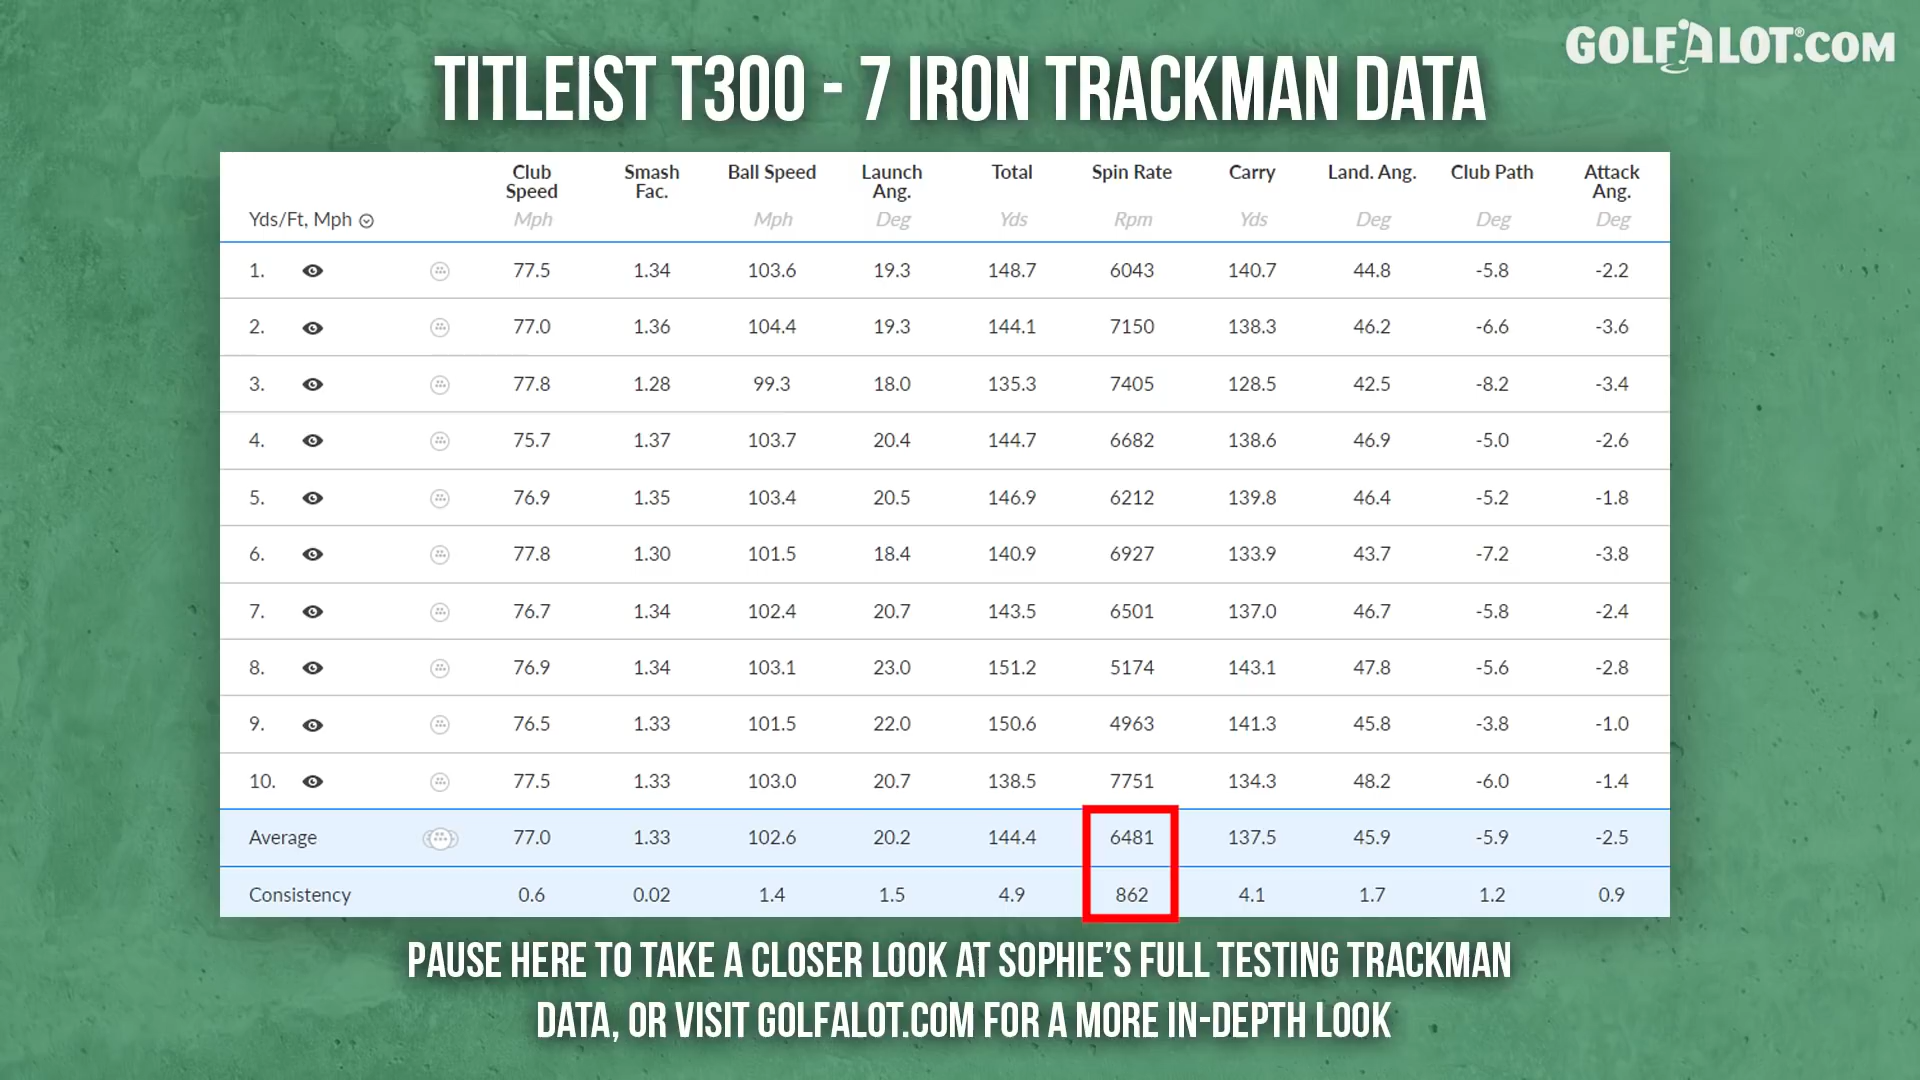 GOLFALOT®.COM
TITLEIST T300 - 7 IRON TRACKMAN DATA
Club Speed Smash Fac. Ball Speed Launch Ang. Total Spin Rate Carry Land. Ang. Club Path Attack Ang.
Yds/Ft, Mph Mph Mph Deg Yds Rpm Yds Deg Deg Deg
1. 77.5 1.34 103.6 19.3 148.7 6043 140.7 44.8 -5.8 -2.2
2. 77.0 1.36 104.4 19.3 144.1 7150 138.3 46.2 -6.6 -3.6
3. 77.8 1.28 99.3 18.0 135.3 7405 128.5 42.5 -8.2 -3.4
4. 75.7 1.37 103.7 20.4 144.7 6682 138.6 46.9 -5.0 -2.6
5. 76.9 1.35 103.4 20.5 146.9 6212 139.8 46.4 -5.2 -1.8
6. 77.8 1.30 101.5 18.4 140.9 6927 133.9 43.7 -7.2 -3.8
7. 76.7 1.34 102.4 20.7 143.5 6501 137.0 46.7 -5.8 -2.4
8. 76.9 1.34 103.1 23.0 151.2 5174 143.1 47.8 -5.6 -2.8
9. 76.5 1.33 101.5 22.0 150.6 4963 141.3 45.8 -3.8 -1.0
10. 77.5 1.33 103.0 20.7 138.5 7751 134.3 48.2 -6.0 -1.4
Average 77.0 1.33 102.6 20.2 144.4 6481 137.5 45.9 -5.9 -2.5
Consistency 0.6 0.02 1.4 1.5 4.9 862 4.1 1.7 1.2 0.9
PAUSE HERE TO TAKE A CLOSER LOOK AT SOPHIE'S FULL TESTING TRACKMAN
DATA, OR VISIT GOLFALOT.COM FOR A MORE IN-DEPTH LOOK